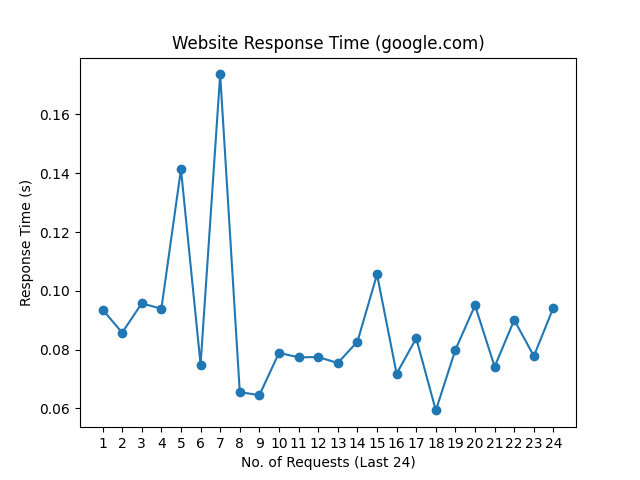 Website Response Time (google.com)
Response Time (s)
0.16
0.14
0.12
0.10
0.08
0.06
1 2 3 4 5 6 7 8 9 10 11 12 13 14 15 16 17 18 19 20 21 22 23 24
No. of Requests (Last 24)